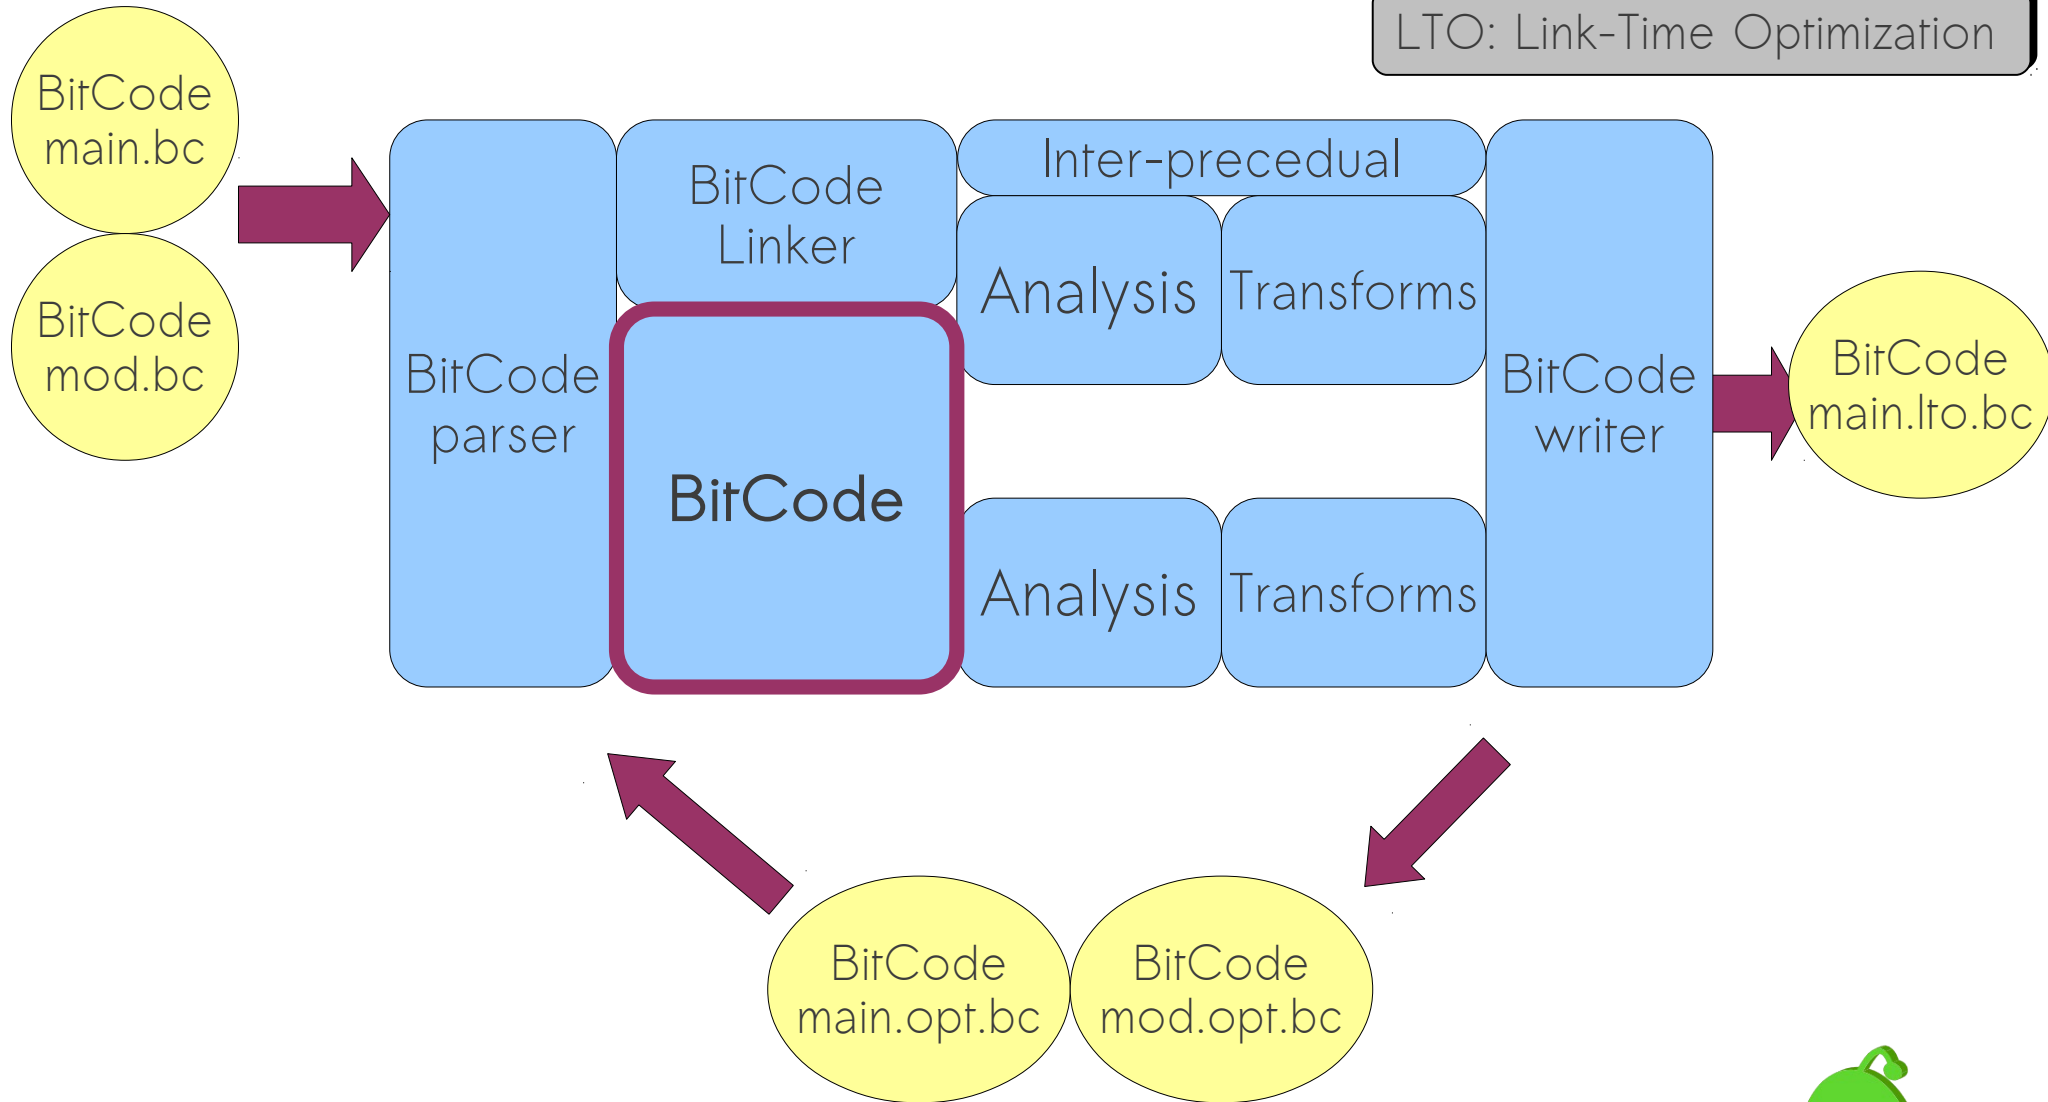 LTO: Link-Time Optimization
BitCode
main.bc
BitCode
mod.bc
BitCode
parser
BitCode
Linker
BitCode
Inter-precedual
Analysis
Transforms
Analysis
Transforms
BitCode
writer
BitCode
main.lto.bc
BitCode
main.opt.bc
BitCode
mod.opt.bc